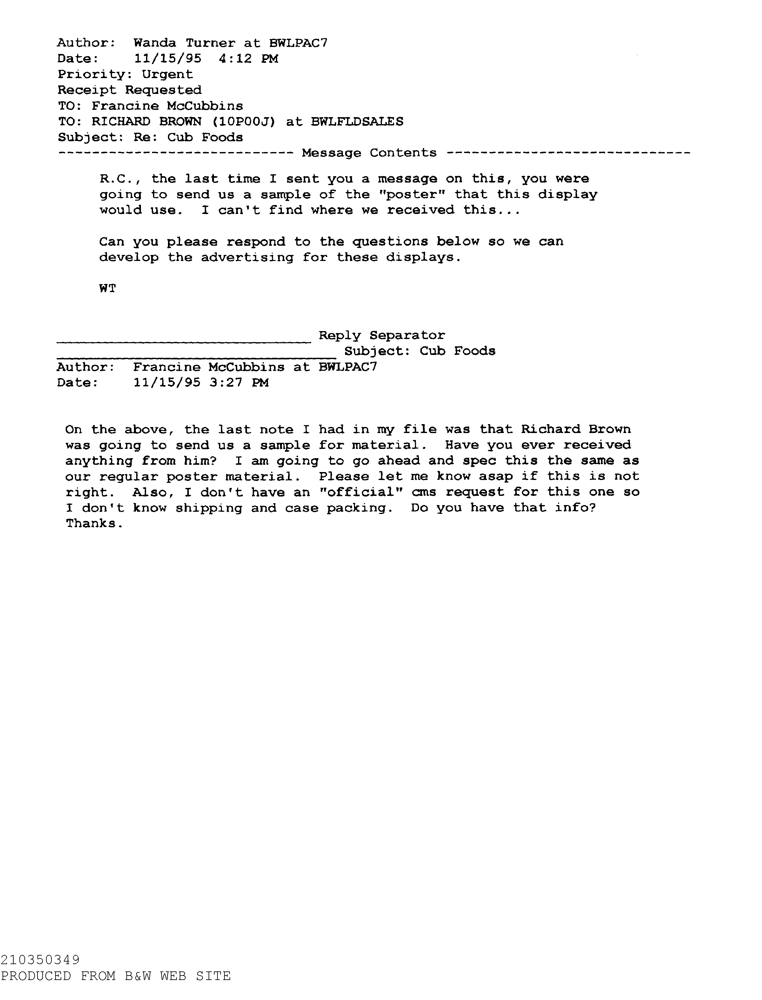 Author:  Wanda Turner at BWLPAC7
Date:    11/15/95  4:12 PM
Priority: Urgent
Receipt Requested
TO: Francine McCubbins
TO: RICHARD BROWN (10P00J) at BWLFLDSALES
Subject: Re: Cub Foods
---------------------------- Message Contents -----------------------------
R.C., the last time I sent you a message on this, you were
going to send us a sample of the "poster" that this display
would use.  I can't find where we received this...
Can you please respond to the questions below so we can
develop the advertising for these displays.
WT
______________________________ Reply Separator
_________________________________ Subject: Cub Foods
Author:  Francine McCubbins at BWLPAC7
Date:    11/15/95 3:27 PM
On the above, the last note I had in my file was that Richard Brown
was going to send us a sample for material.  Have you ever received
anything from him?  I am going to go ahead and spec this the same as
our regular poster material.  Please let me know asap if this is not
right.  Also, I don't have an "official" cms request for this one so
I don't know shipping and case packing.  Do you have that info?
Thanks.
210350349
PRODUCED FROM B&W WEB SITE